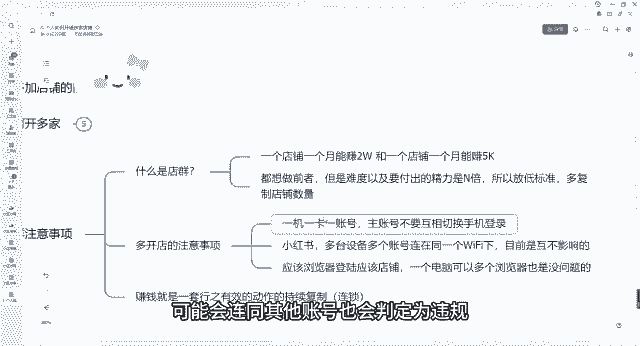 加店铺的
开多家
5
什么是店群？
一个店铺一个月能赚2W 和一个店铺一个月能赚5K
都想做前者，但是难度以及要付出的精力是N倍，所以放低标准，多复
制店铺数量
注意事项
一机一卡一账号，主账号不要互相切换手机登录
多开店的注意事项
小红书，多台设备多个账号连在同一个WiFi下，目前是互不影响的
应该浏览器登陆应该店铺，一个电脑可以多个浏览器也是没问题的
赚钱就是一套行之有效的动作的持续复制（连锁）
可能会连同其他账号也会判定为违规